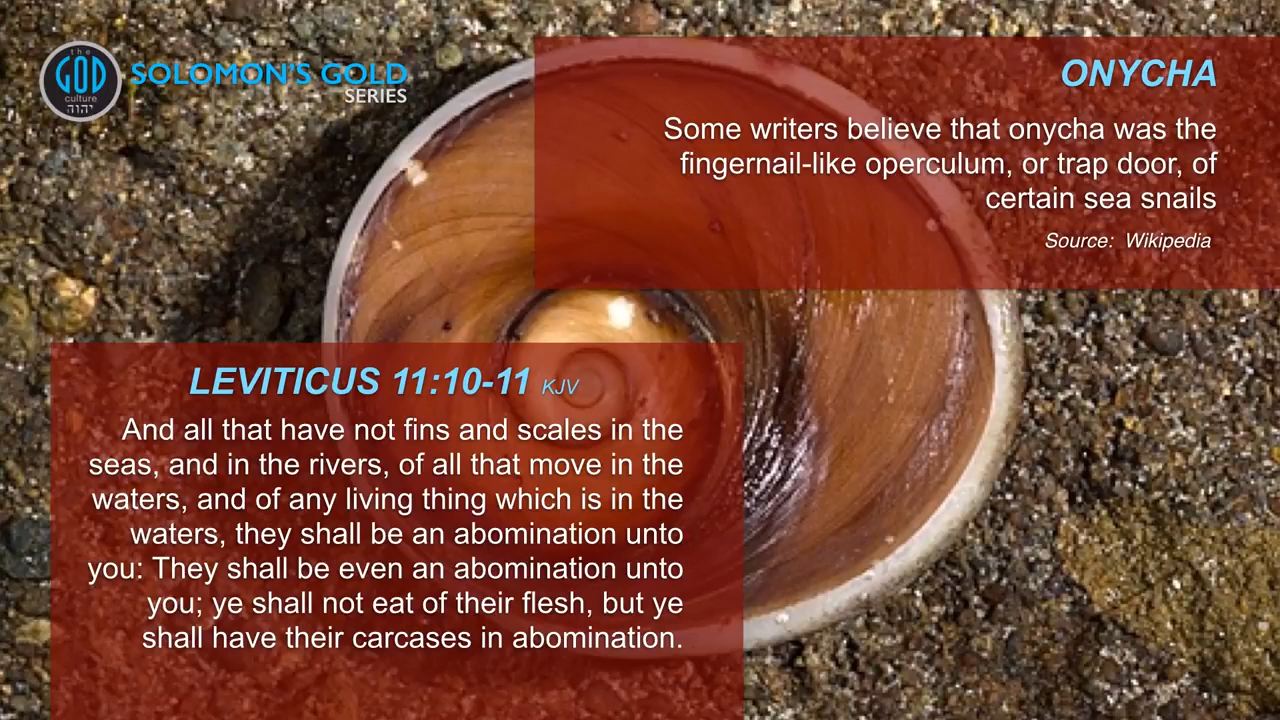 the
GOD
culture
יהוה
SOLOMON'S GOLD
SERIES
ONYCHA
Some writers believe that onycha was the
fingernail-like operculum, or trap door, of
certain sea snails
Source: Wikipedia
LEVITICUS 11:10-11 KJV
And all that have not fins and scales in the
seas, and in the rivers, of all that move in the
waters, and of any living thing which is in the
waters, they shall be an abomination unto
you: They shall be even an abomination unto
you; ye shall not eat of their flesh, but ye
shall have their carcases in abomination.